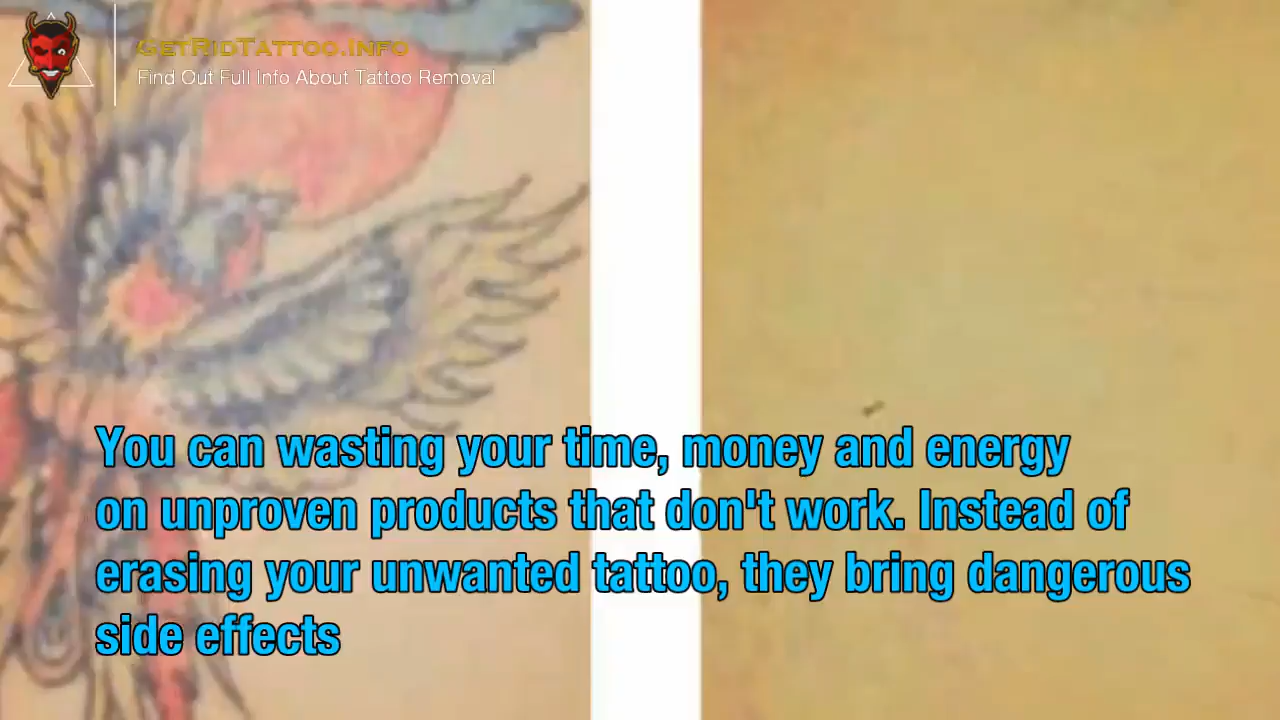 GetRidTattoo.Info
Find Out Full Info About Tattoo Removal
You can wasting your time, money and energy
on unproven products that don't work. Instead of
erasing your unwanted tattoo, they bring dangerous
side effects